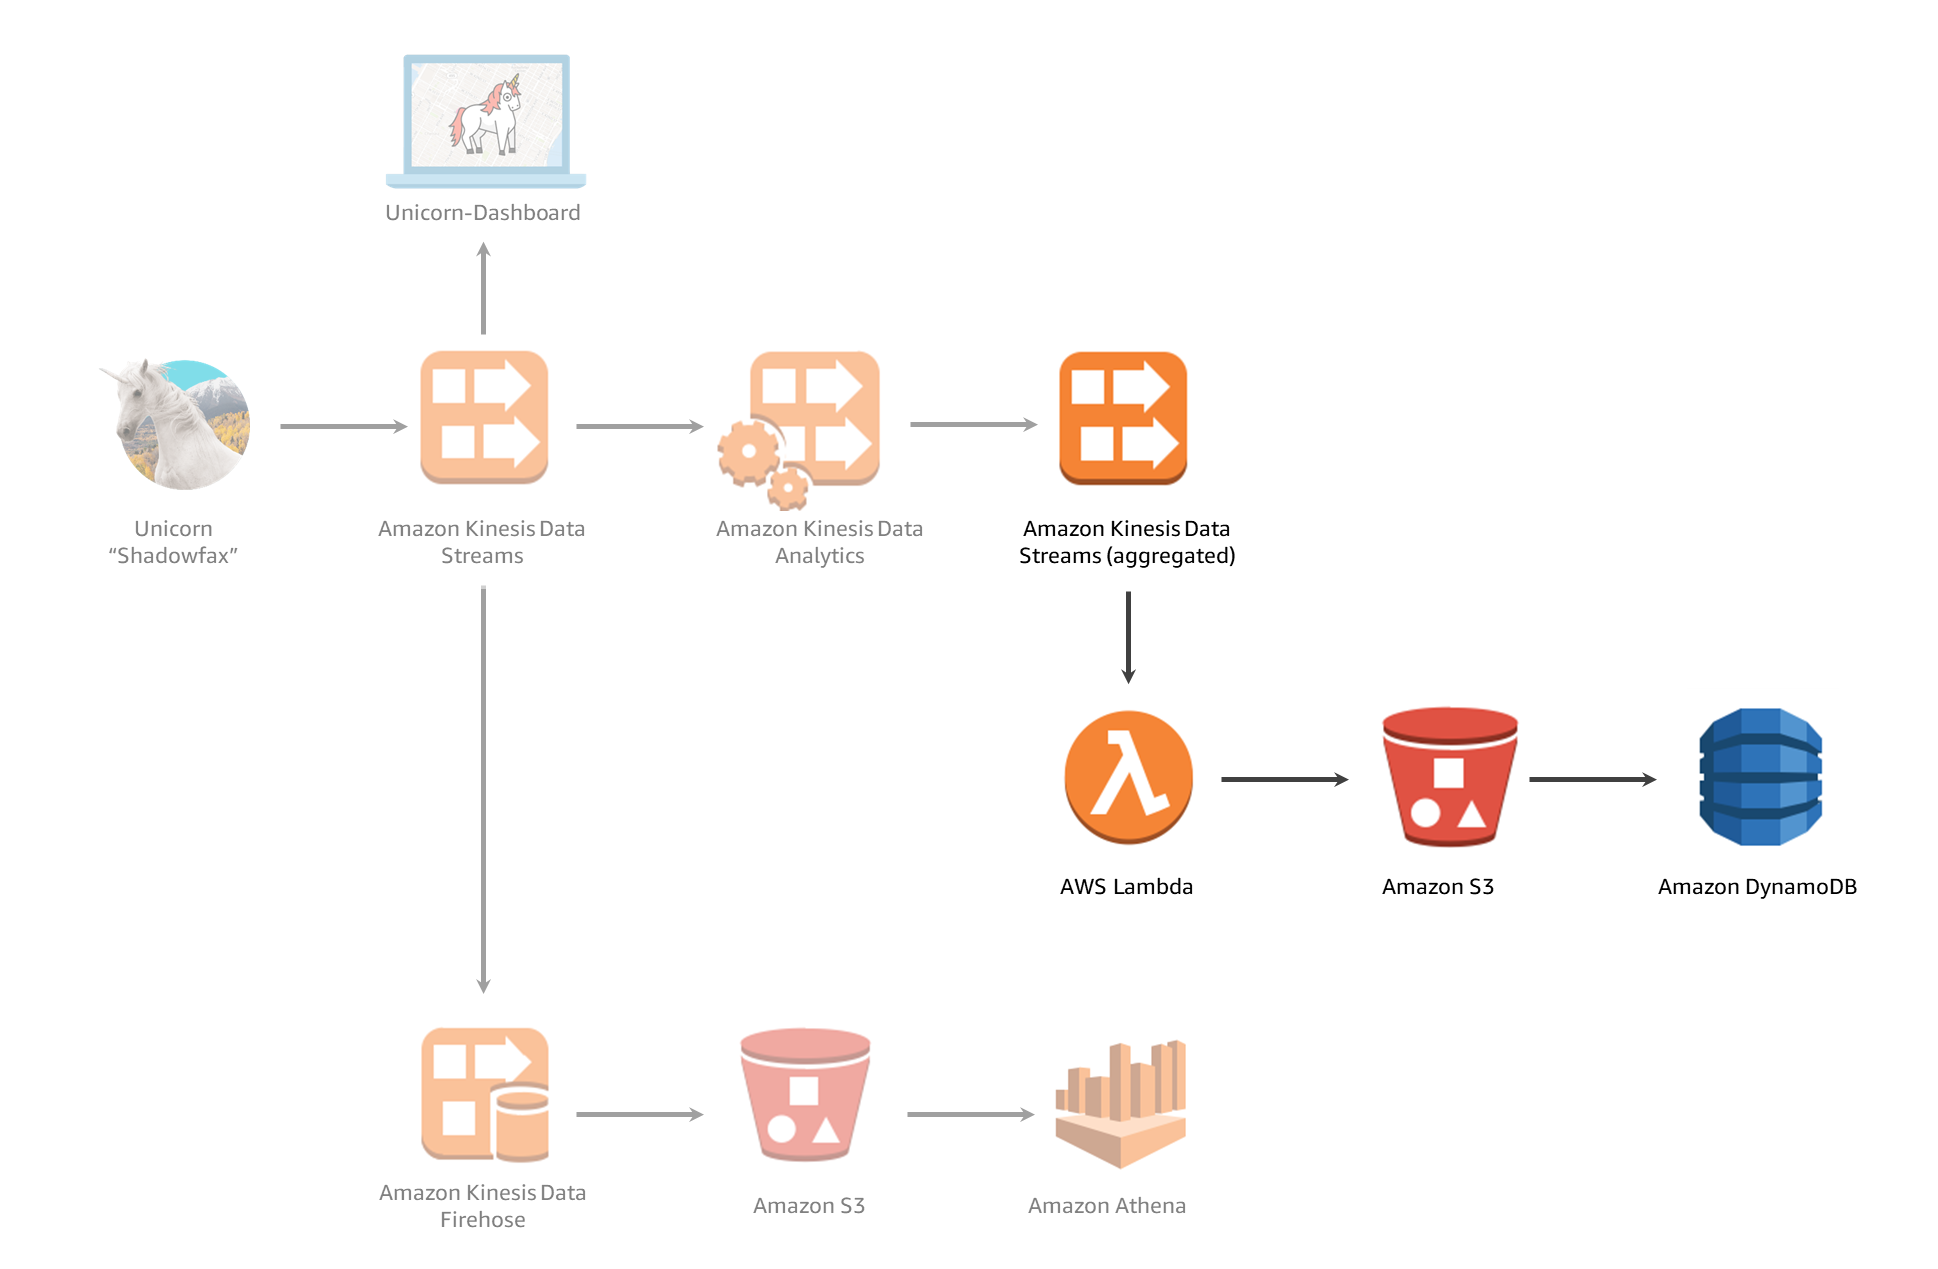 Unicorn-Dashboard
Unicorn
“Shadowfax”
Amazon Kinesis Data
Streams
Amazon Kinesis Data
Analytics
Amazon Kinesis Data
Streams (aggregated)
AWS Lambda
Amazon S3
Amazon DynamoDB
Amazon Kinesis Data
Firehose
Amazon S3
Amazon Athena